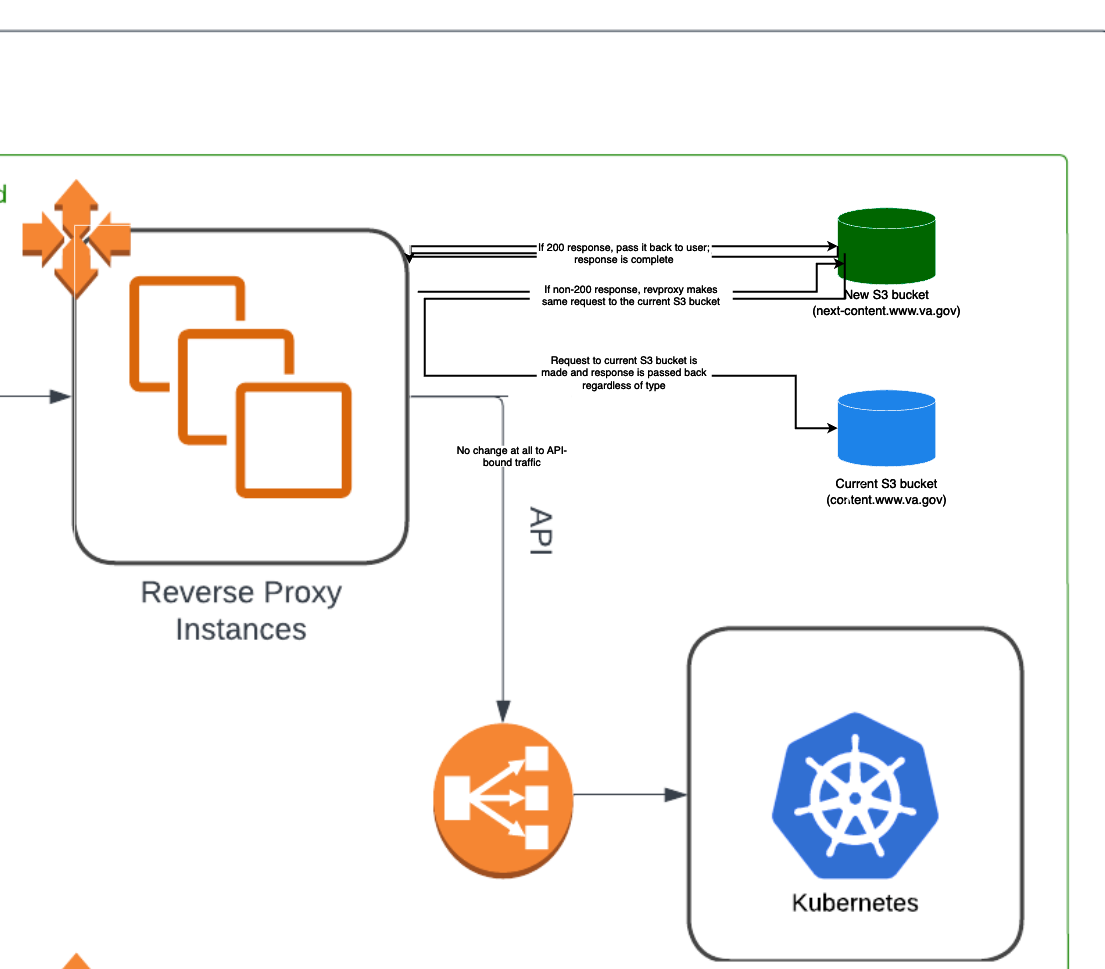 d
If 200 response, pass it back to user;
response is complete
If non-200 response, revproxy makes
same request to the current S3 bucket
New S3 bucket
(next-content.www.va.gov)
Request to current S3 bucket is
made and response is passed back
regardless of type
No change at all to API-
bound traffic
Current S3 bucket
(content.www.va.gov)
API
Reverse Proxy
Instances
Kubernetes